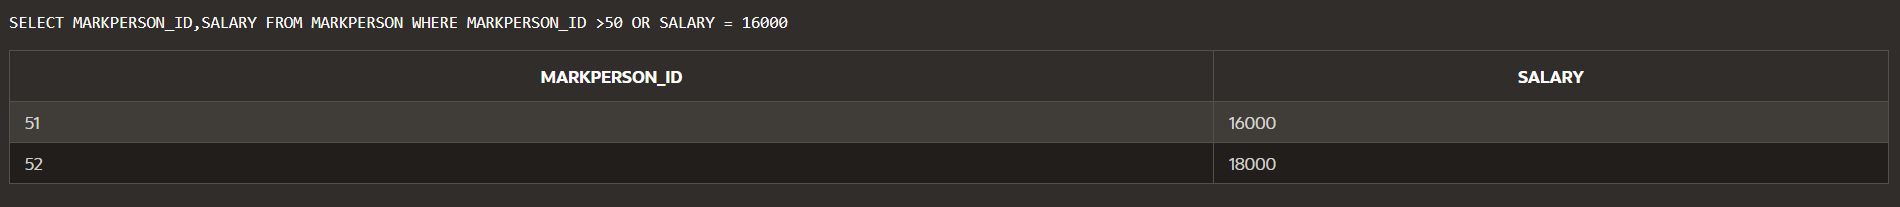 SELECT MARKPERSON_ID,SALARY FROM MARKPERSON WHERE MARKPERSON_ID >50 OR SALARY = 16000
MARKPERSON_ID SALARY
51 16000
52 18000